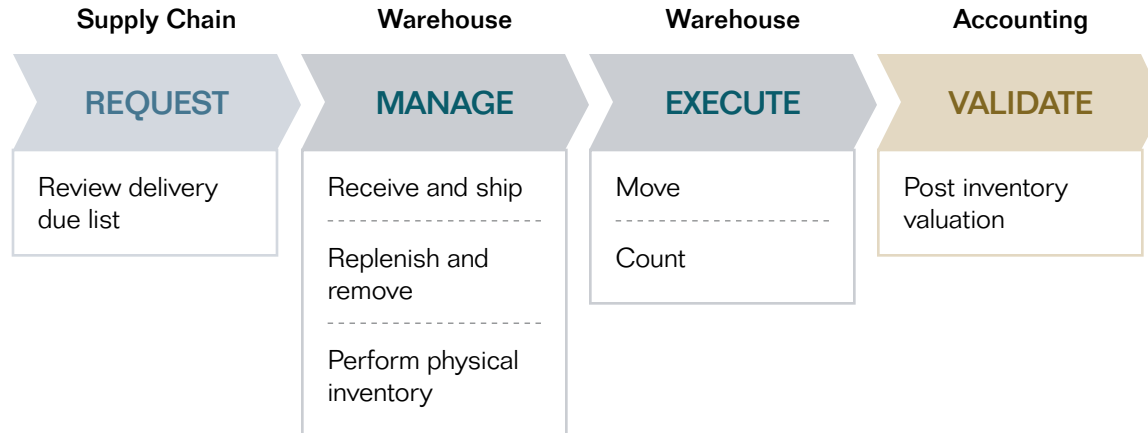 Supply Chain
Warehouse
Warehouse
Accounting
REQUEST
MANAGE
EXECUTE
VALIDATE
Review delivery
due list
Receive and ship
Replenish and
remove
Perform physical
inventory
Move
Count
Post inventory
valuation